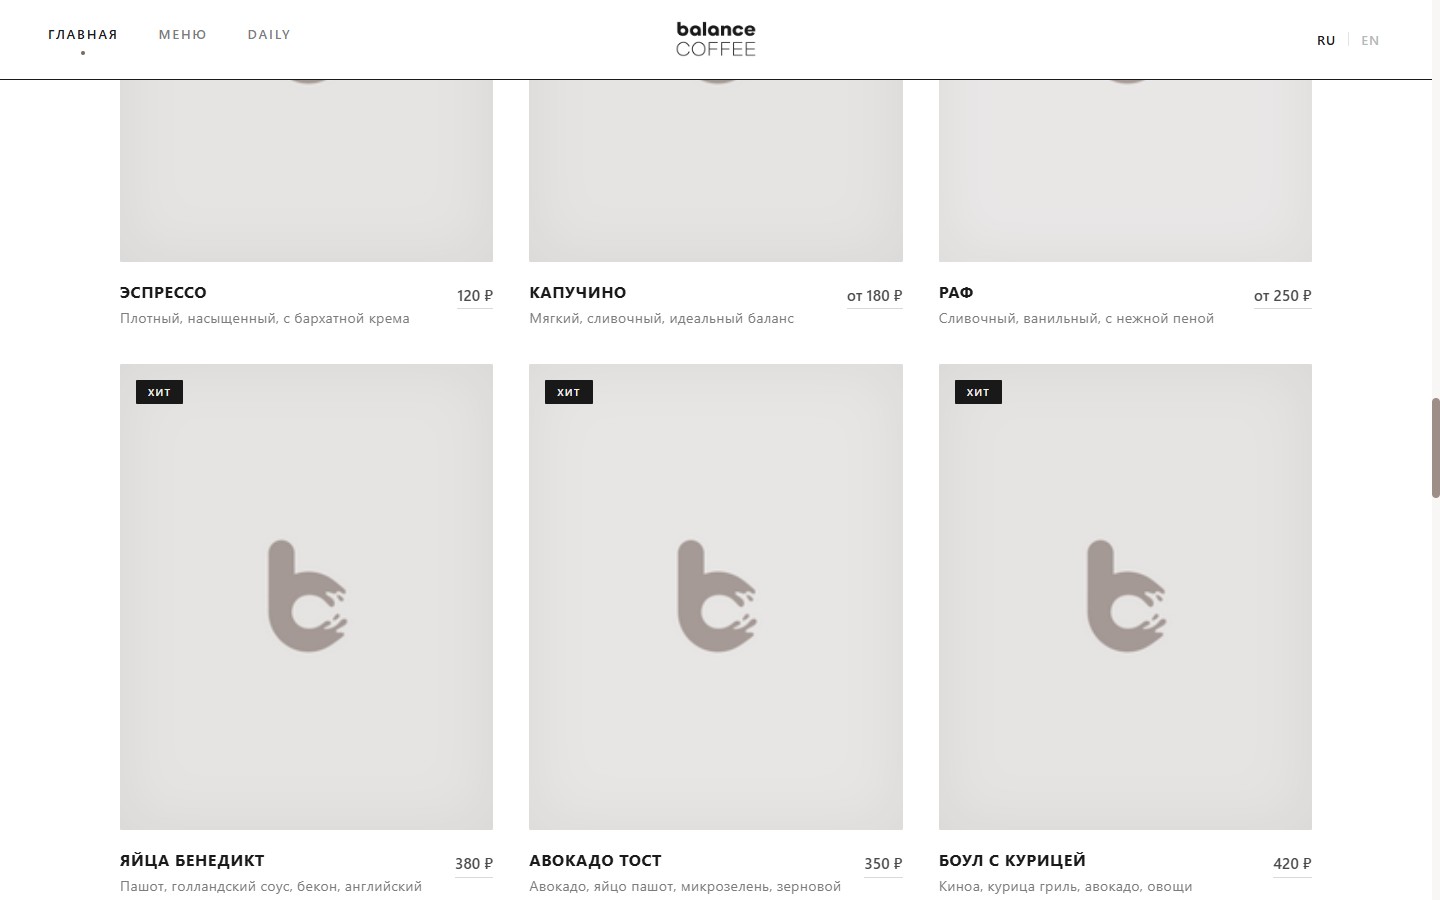 ГЛАВНАЯ МЕНЮ DAILY
balance
COFFEE
RU EN
ЭСПРЕССО 120 ₽
Плотный, насыщенный, с бархатной крема
КАПУЧИНО от 180 ₽
Мягкий, сливочный, идеальный баланс
РАФ от 250 ₽
Сливочный, ванильный, с нежной пеной
ХИТ
ХИТ
ХИТ
ЯЙЦА БЕНЕДИКТ 380 ₽
Пашот, голландский соус, бекон, английский
АВОКАДО ТОСТ 350 ₽
Авокадо, яйцо пашот, микрозелень, зерновой
БОУЛ С КУРИЦЕЙ 420 ₽
Киноа, курица гриль, авокадо, овощи